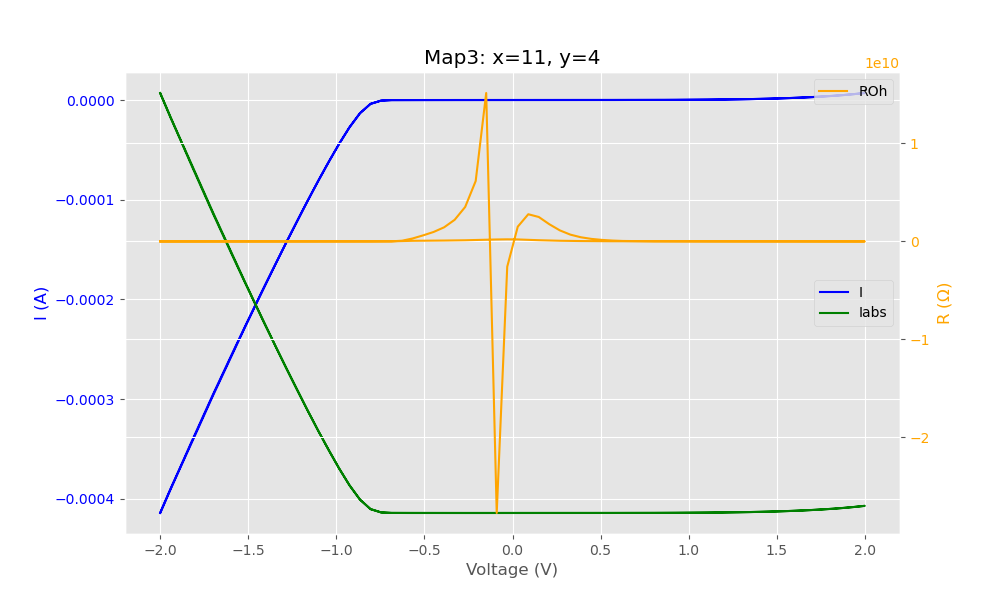 Map3: x=11, y=4
1e10
ROh
0.0000
−0.0001
−0.0002
−0.0003
−0.0004
I (A)
1
0
−1
−2
R (Ω)
I
Iabs
−2.0
−1.5
−1.0
−0.5
0.0
0.5
1.0
1.5
2.0
Voltage (V)